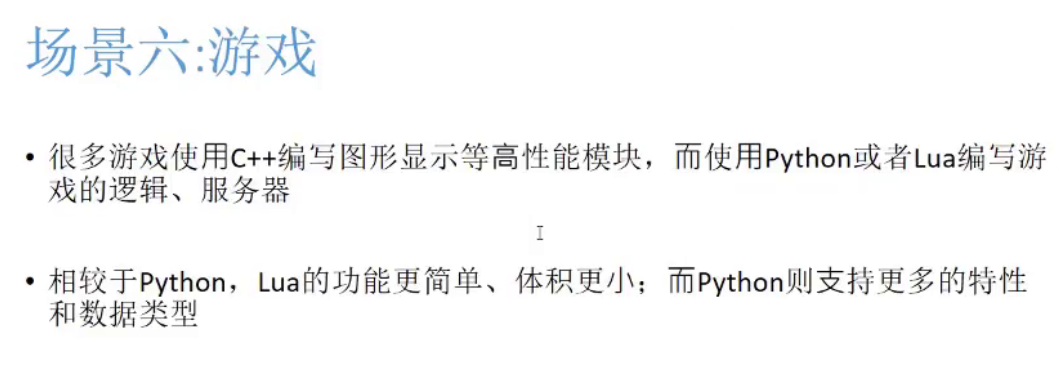 场景六:游戏
• 很多游戏使用C++编写图形显示等高性能模块，而使用Python或者Lua编写游
戏的逻辑、服务器
• 相较于Python，Lua的功能更简单、体积更小；而Python则支持更多的特性
和数据类型